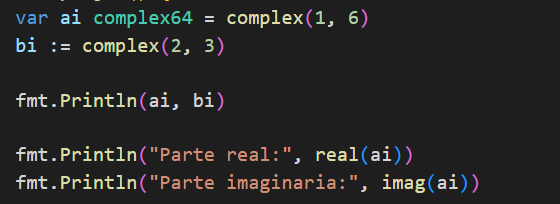 var ai complex64 = complex(1, 6)
bi := complex(2, 3)
fmt.Println(ai, bi)
fmt.Println("Parte real:", real(ai))
fmt.Println("Parte imaginaria:", imag(ai))